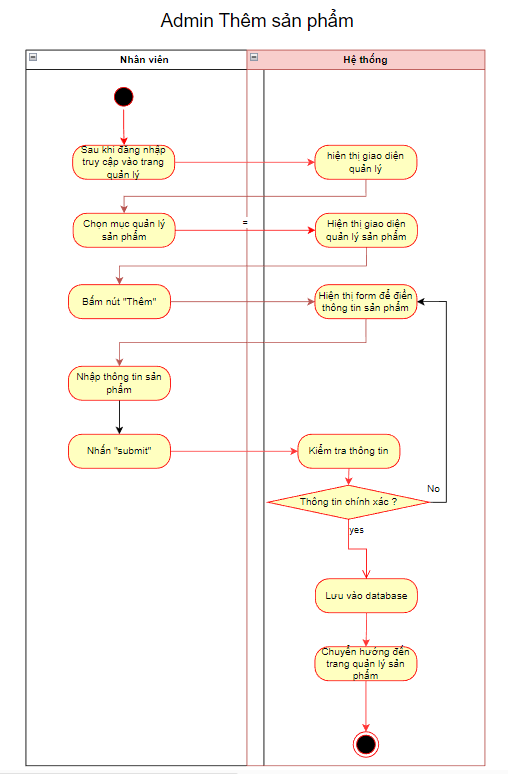 Admin Thêm sản phẩm
Nhân viên
Hệ thống
Sau khi đăng nhập
truy cập vào trang
quản lý
hiện thị giao diện
quản lý
Chọn mục quản lý
sản phẩm
=
Hiện thị giao diện
quản lý sản phẩm
Bấm nút "Thêm"
Hiện thị form để điền
thông tin sản phẩm
Nhập thông tin sản
phẩm
Nhấn "submit"
Kiểm tra thông tin
No
Thông tin chính xác ?
yes
Lưu vào database
Chuyển hướng đến
trang quản lý sản
phẩm